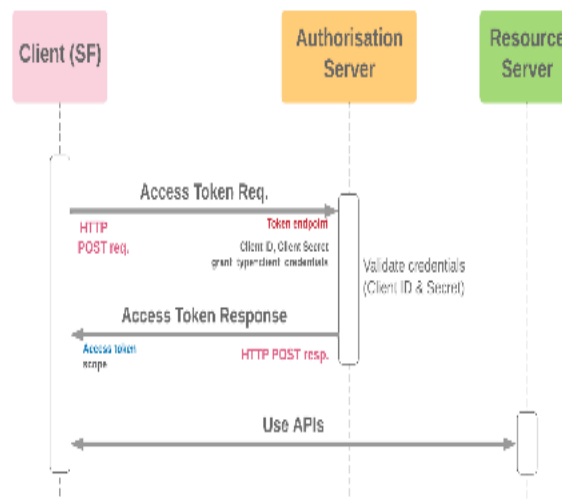 Client (SF)
Authorisation
Server
Resource
Server
Access Token Req.
HTTP
POST req.
Token endpoint
Client ID, Client Secret
grant_type=client_credentials
Validate credentials
(Client ID & Secret)
Access Token Response
Access token
scope
HTTP POST resp.
Use APIs